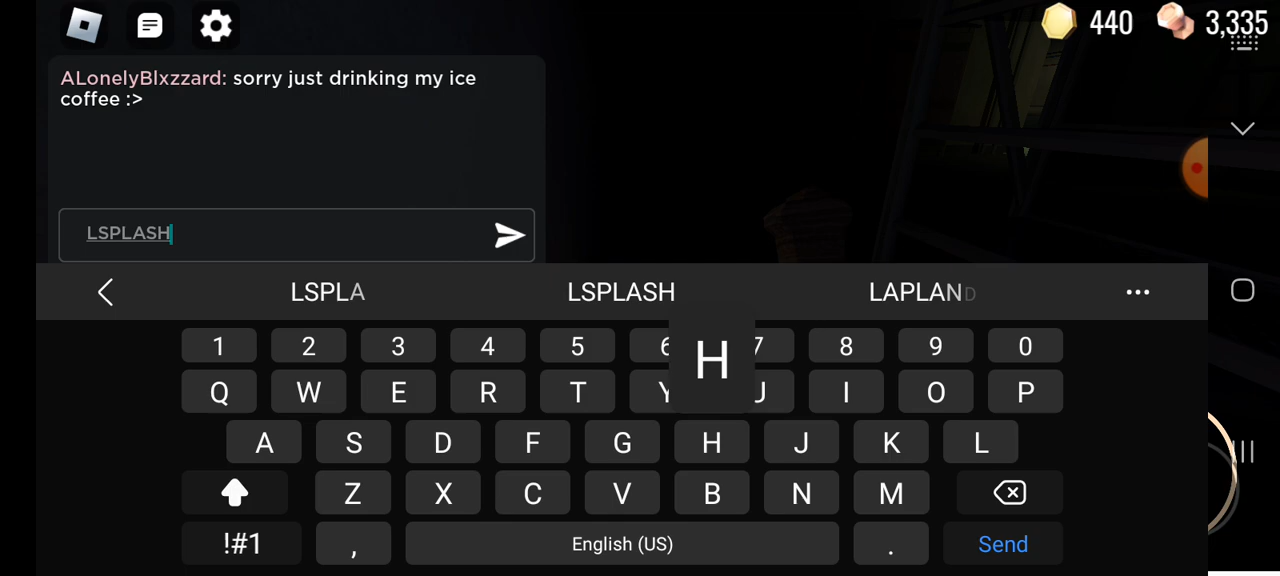 440 3,335
ALonelyBlxzzard: sorry just drinking my ice
coffee :>
LSPLASH
LSPLA LSPLASH LAPLAND
H
1 2 3 4 5 6 7 8 9 0
Q W E R T Y U I O P
A S D F G H J K L
Z X C V B N M
!#1 , English (US) . Send